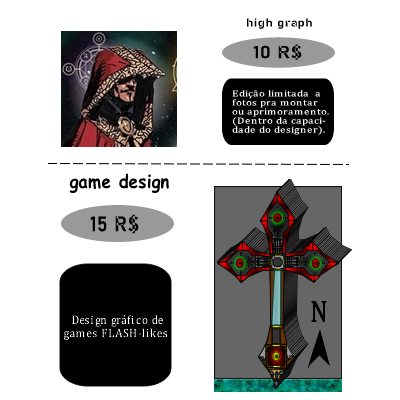 high graph
10 R$
Edição limitada a
fotos pra montar
ou aprimoramento.
(Dentro da capaci-
dade do designer).
game design
15 R$
Design gráfico de
games FLASH-likes
N